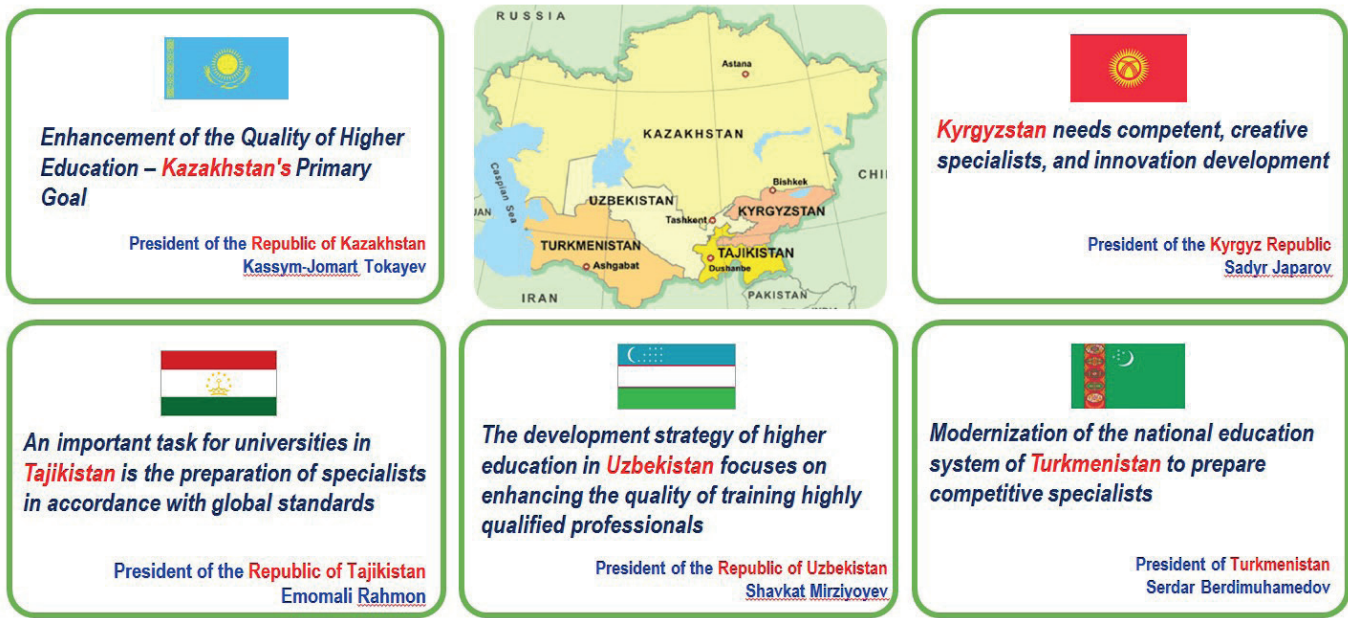 Enhancement of the Quality of Higher
Education – Kazakhstan's Primary
Goal
President of the Republic of Kazakhstan
Kassym-Jomart Tokayev
RUSSIA
Astana
KAZAKHSTAN
Caspian Sea
UZBEKISTAN
Bishkek
Tashkent
KYRGYZSTAN
TURKMENISTAN
TAJIKISTAN
Ashgabat
Dushanbe
IRAN
PAKISTAN
Kyrgyzstan needs competent, creative
specialists, and innovation development
President of the Kyrgyz Republic
Sadyr Japarov
An important task for universities in
Tajikistan is the preparation of specialists
in accordance with global standards
President of the Republic of Tajikistan
Emomali Rahmon
The development strategy of higher
education in Uzbekistan focuses on
enhancing the quality of training highly
qualified professionals
President of the Republic of Uzbekistan
Shavkat Mirziyoyev
Modernization of the national education
system of Turkmenistan to prepare
competitive specialists
President of Turkmenistan
Serdar Berdimuhamedov